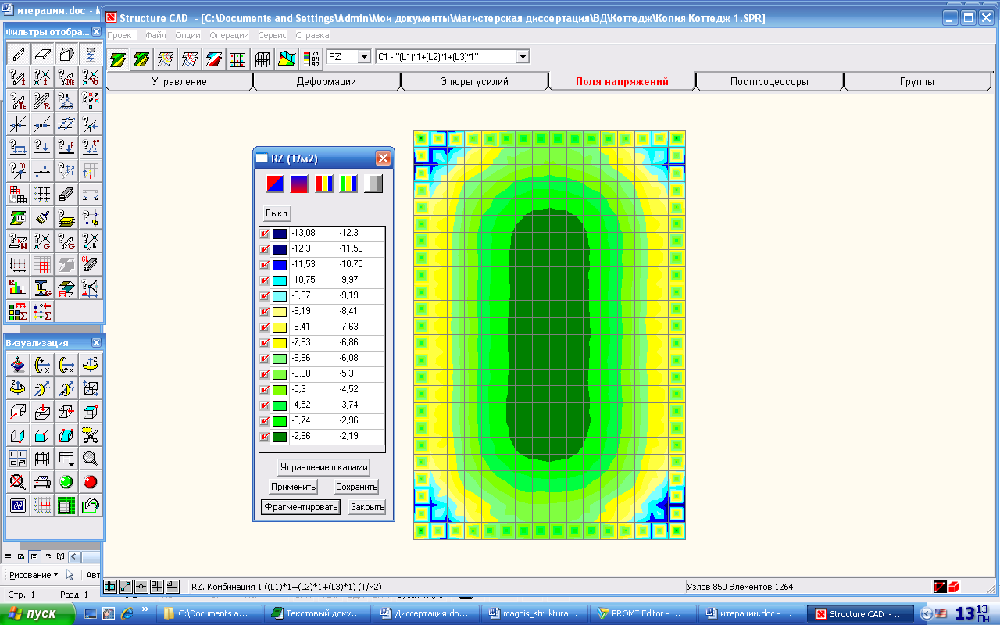 итерации.doc - M
Structure CAD - [C:\Documents and Settings\Admin\Мои документы\Магистерская диссертация\ВД\Коттедж\Копия Коттедж 1.SPR]
Фильтры отобра...
Проект Файл Опции Операции Сервис Справка
RZ C1 - "(L1)*1+(L2)*1+(L3)*1"
Управление Деформации Эпюры усилий Поля напряжений Постпроцессоры Группы
RZ (Т/м2)
Выкл.
-13,08 -12,3
-12,3 -11,53
-11,53 -10,75
-10,75 -9,97
-9,97 -9,19
-9,19 -8,41
-8,41 -7,63
-7,63 -6,86
-6,86 -6,08
-6,08 -5,3
-5,3 -4,52
-4,52 -3,74
-3,74 -2,96
-2,96 -2,19
Управление шкалами
Применить Сохранить
Фрагментировать Закрыть
Визуализация
Рисование Авт
Стр. 1 Разд 1
RZ. Комбинация 1 ((L1)*1+(L2)*1+(L3)*1) (Т/м2)
Узлов 850 Элементов 1264
пуск
C:\Documents a...
Текстовый доку...
Диссертация.do...
magdis_struktura...
PROMT Editor - ...
итерации.doc - ...
Structure CAD - ...
13 13
ПН